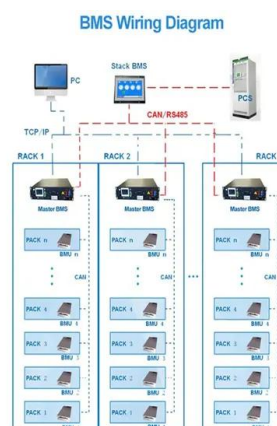 BMS Wiring Diagram
Stack BMS
PC
PCS
CAN/RS485
TCP/IP
RACK 1
RACK 2
RACK
Master BMS
Master BMS
Master BMS
PACK n
PACK n
PACK n
BMU n
BMU n
BMU n
CAN
CAN
CAN
PACK 4
PACK 4
PACK 4
BMU 4
BMU 4
BMU 4
PACK 3
PACK 3
PACK 3
BMU 3
BMU 3
BMU 3
PACK 2
PACK 2
PACK 2
BMU 2
BMU 2
BMU 2
PACK 1
PACK 1
PACK 1